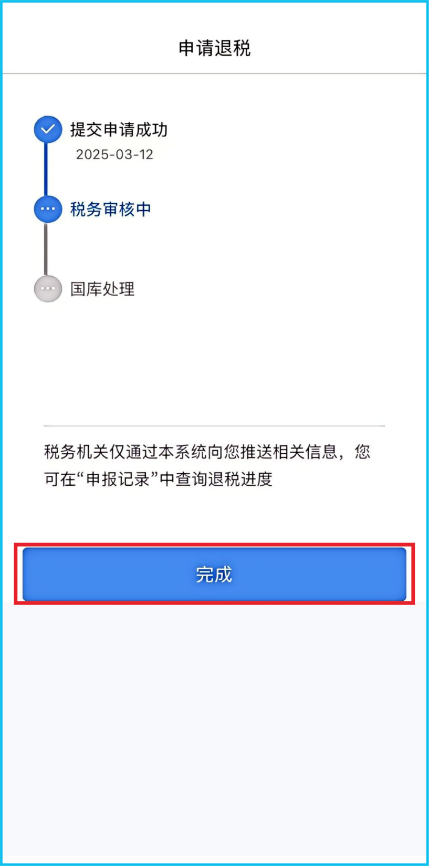 申请退税
提交申请成功
2025-03-12
税务审核中
国库处理
税务机关仅通过本系统向您推送相关信息，您
可在“申报记录”中查询退税进度
完成